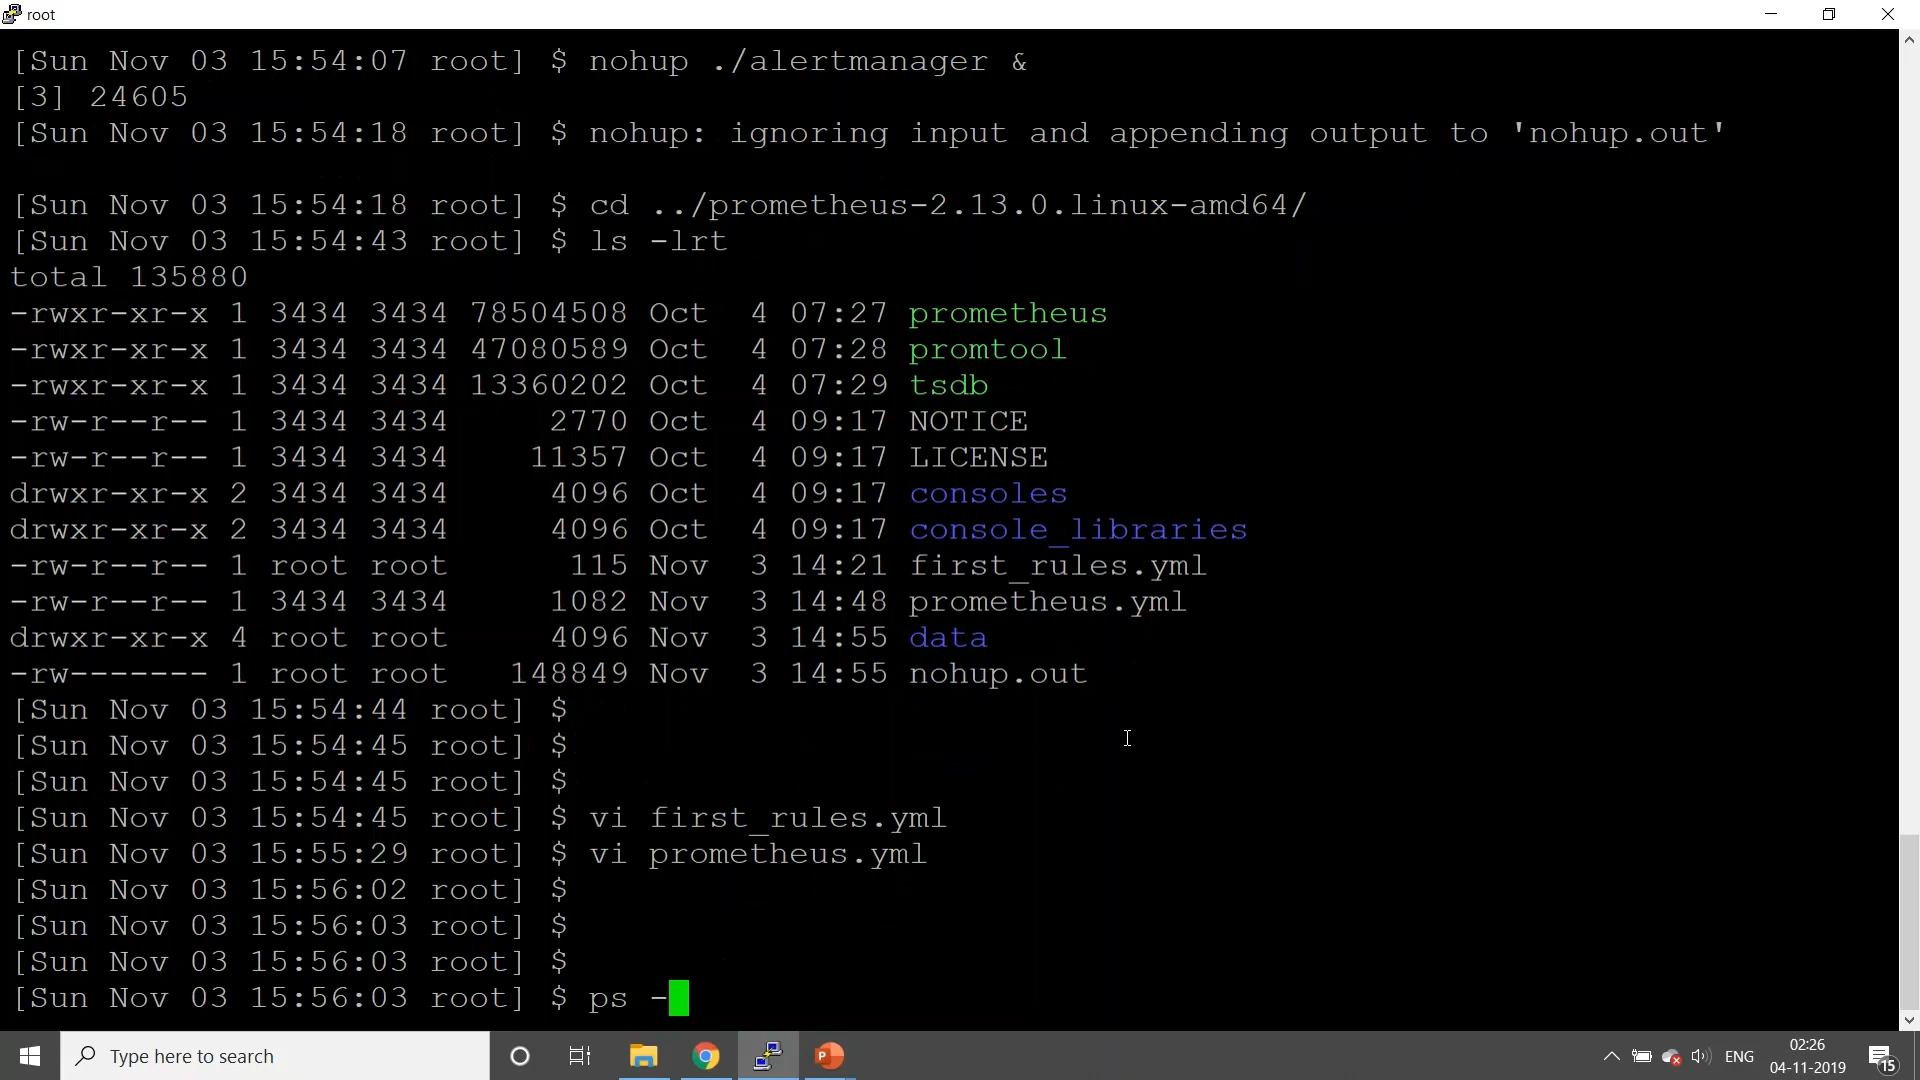 root
[Sun Nov 03 15:54:07 root] $ nohup ./alertmanager &
[3] 24605
[Sun Nov 03 15:54:18 root] $ nohup: ignoring input and appending output to 'nohup.out'
[Sun Nov 03 15:54:18 root] $ cd ../prometheus-2.13.0.linux-amd64/
[Sun Nov 03 15:54:43 root] $ ls -lrt
total 135880
-rwxr-xr-x 1 3434 3434 78504508 Oct  4 07:27 prometheus
-rwxr-xr-x 1 3434 3434 47080589 Oct  4 07:28 promtool
-rwxr-xr-x 1 3434 3434 13360202 Oct  4 07:29 tsdb
-rw-r--r-- 1 3434 3434     2770 Oct  4 09:17 NOTICE
-rw-r--r-- 1 3434 3434    11357 Oct  4 09:17 LICENSE
drwxr-xr-x 2 3434 3434     4096 Oct  4 09:17 consoles
drwxr-xr-x 2 3434 3434     4096 Oct  4 09:17 console_libraries
-rw-r--r-- 1 root root      115 Nov  3 14:21 first_rules.yml
-rw-r--r-- 1 3434 3434     1082 Nov  3 14:48 prometheus.yml
drwxr-xr-x 4 root root     4096 Nov  3 14:55 data
-rw------- 1 root root   148849 Nov  3 14:55 nohup.out
[Sun Nov 03 15:54:44 root] $
[Sun Nov 03 15:54:45 root] $
[Sun Nov 03 15:54:45 root] $
[Sun Nov 03 15:54:45 root] $ vi first_rules.yml
[Sun Nov 03 15:55:29 root] $ vi prometheus.yml
[Sun Nov 03 15:56:02 root] $
[Sun Nov 03 15:56:03 root] $
[Sun Nov 03 15:56:03 root] $
[Sun Nov 03 15:56:03 root] $ ps -
Type here to search
ENG
02:26
04-11-2019
15